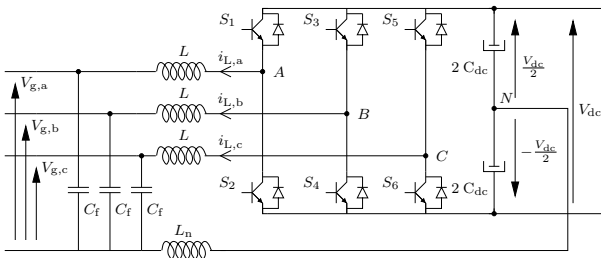 S1 S3 S5
L iL,a A
Vg,a
2 Cdc Vdc/2
L iL,b B
N
Vdc
Vg,b
L iL,c C
Vg,c
-Vdc/2
S2 S4 S6
2 Cdc
Cf Cf Cf
Ln